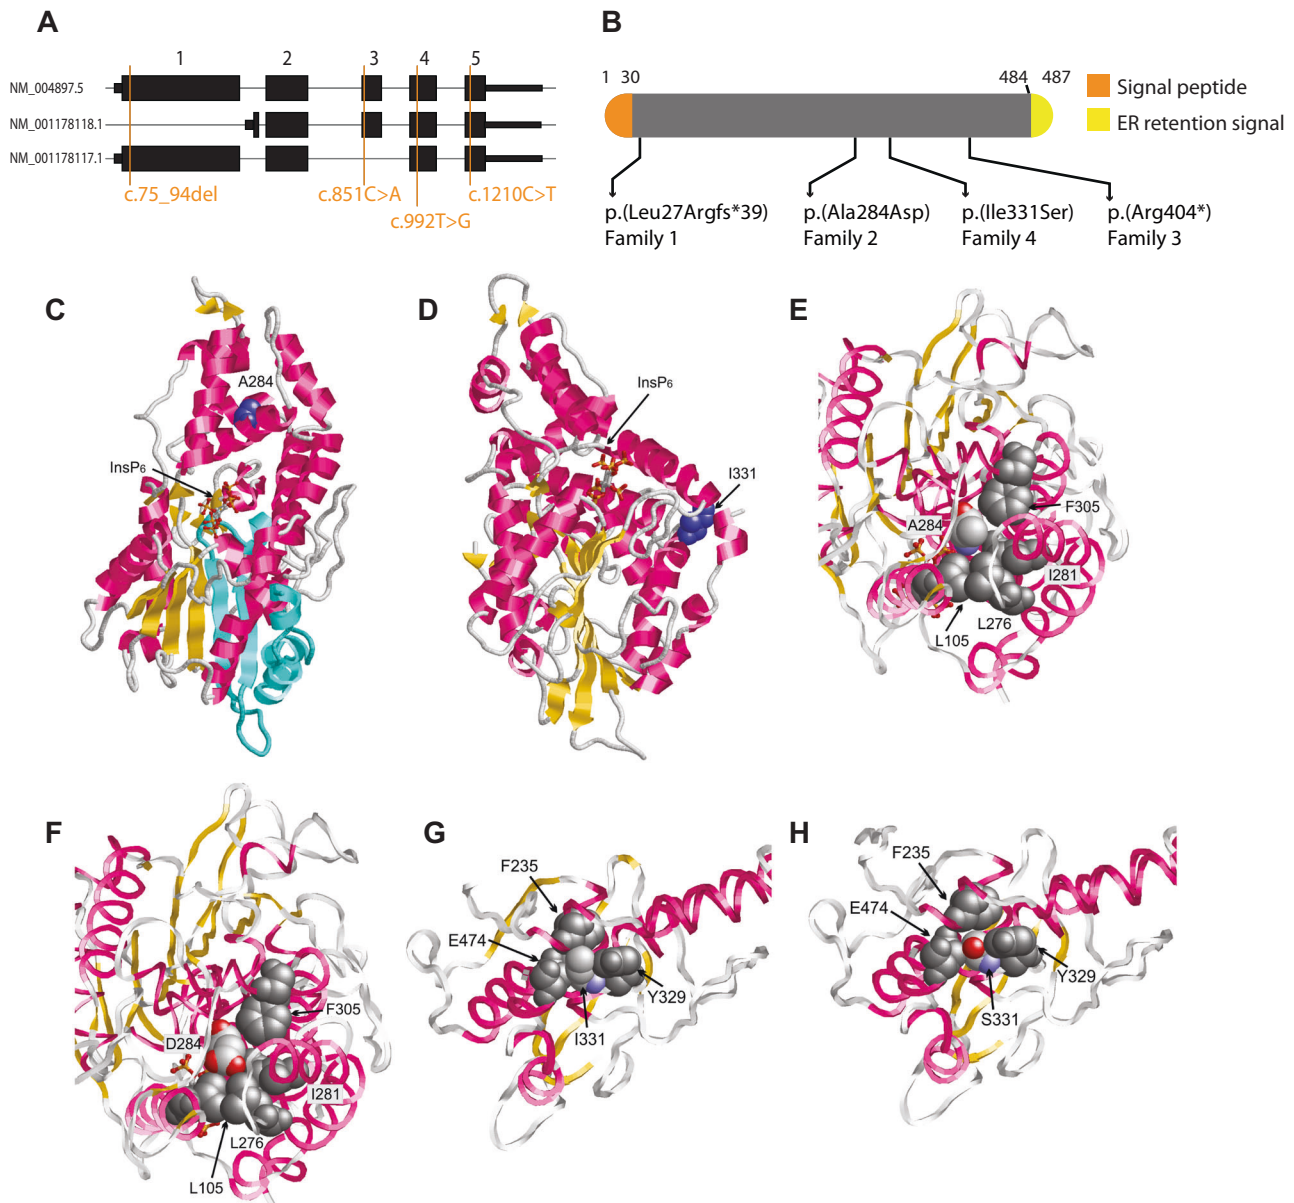 A
1 2 3 4 5
NM_004897.5
NM_001178118.1
NM_001178117.1
c.75_94del
c.851C>A
c.992T>G
c.1210C>T
B
1 30 484 487
Signal peptide
ER retention signal
p.(Leu27Argfs*39)
Family 1
p.(Ala284Asp)
Family 2
p.(Ile331Ser)
Family 4
p.(Arg404*)
Family 3
C
A284
InsP6
D
InsP6
I331
E
A284
F305
I281
L276
L105
F
D284
F305
I281
L276
L105
G
F235
E474
Y329
I331
H
F235
E474
Y329
S331